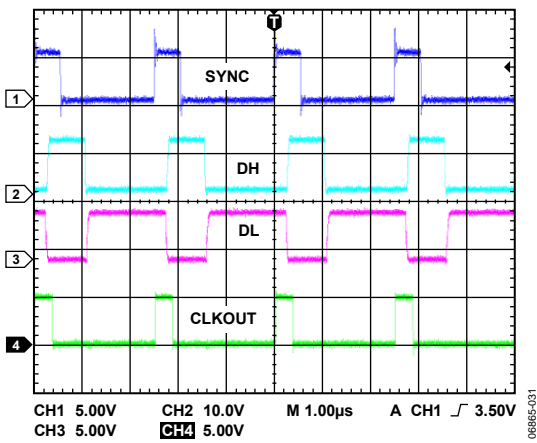 T
SYNC
1
DH
2
DL
3
CLKOUT
4
CH1 5.00V CH2 10.0V M 1.00µs A CH1 3.50V
CH3 5.00V CH4 5.00V
06865-031